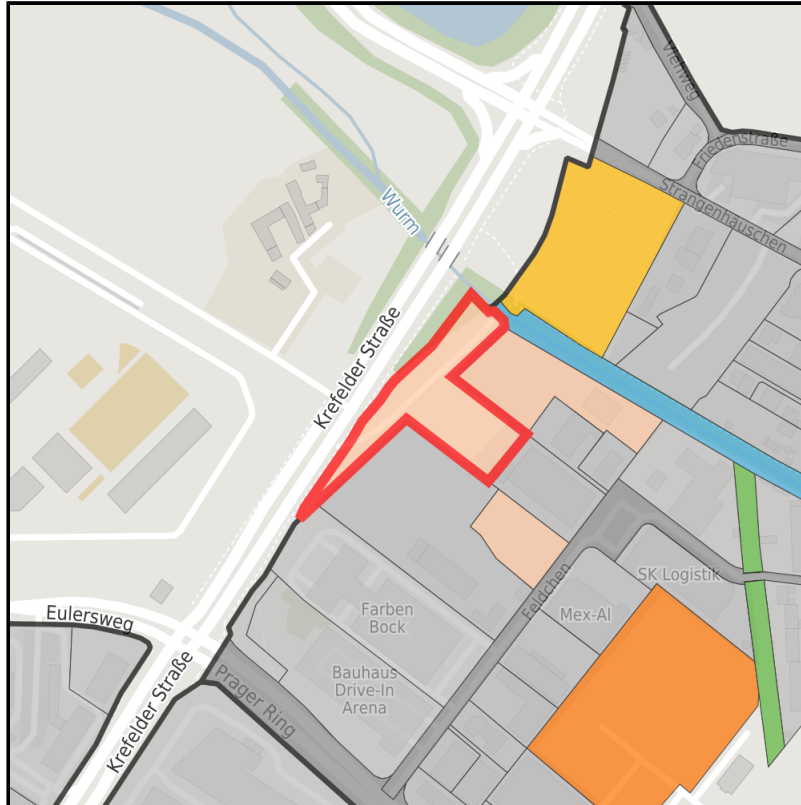 Viehweg
Friedenstraße
Strangenhäuschen
Wurm
Krefelder Straße
Feldchen
SK Logistik
Mex-Al
Farben
Bock
Eulersweg
Bauhaus
Drive-In
Arena
Krefelder Straße
Prager Ring